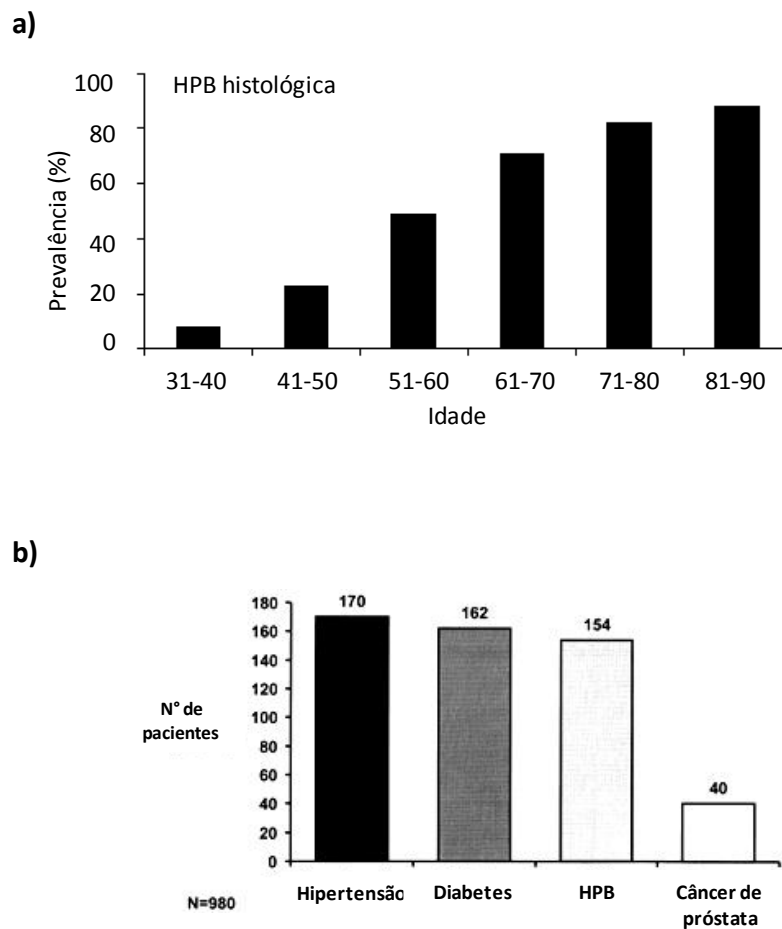 a)
HPB histológica
Prevalência (%)
100
80
60
40
20
0
31-40 41-50 51-60 61-70 71-80 81-90
Idade
b)
N° de
pacientes
180
160
140
120
100
80
60
40
20
0
170
162
154
40
Hipertensão Diabetes HPB Câncer de
próstata
N=980